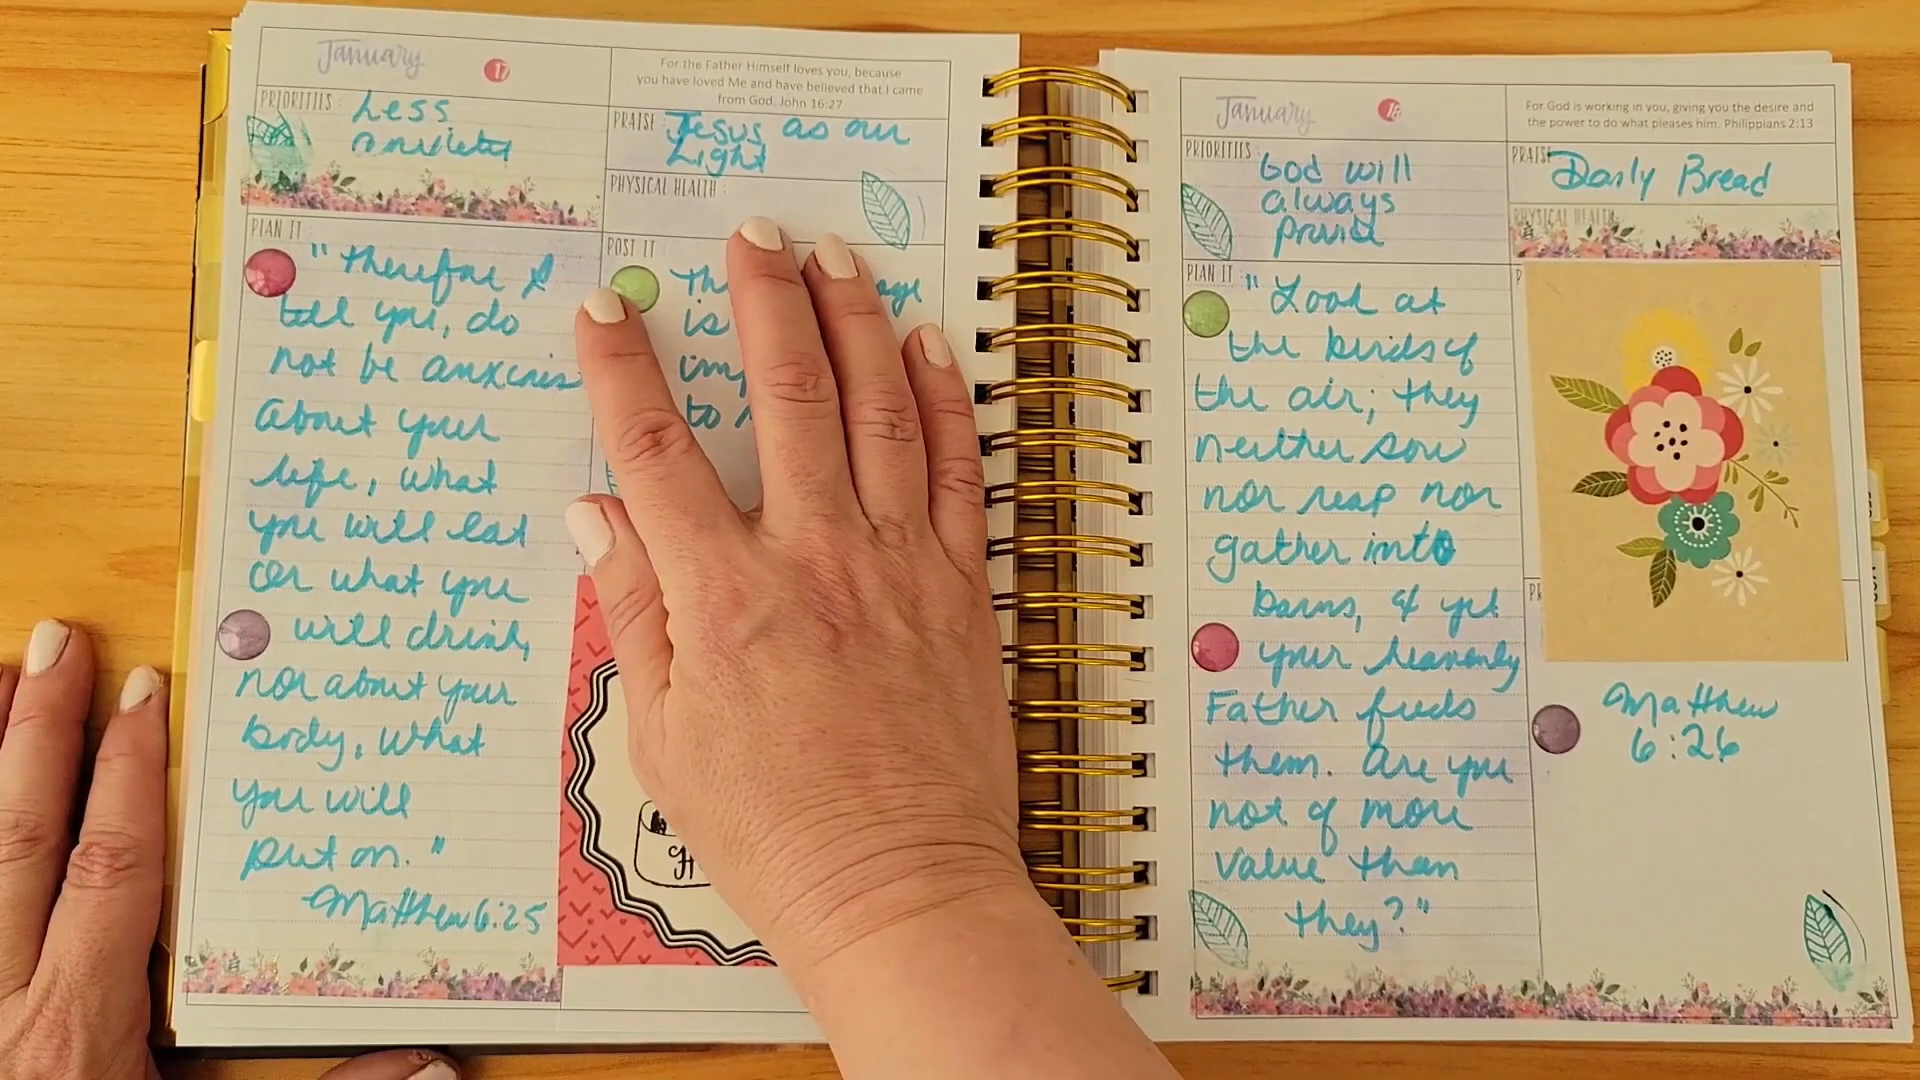 January 17
For the Father Himself loves you, because
you have loved Me and have believed that I came
from God. John 16:27
PRIORITIES: Less
anxiety
PRAISE Jesus as our
Light
PHYSICAL HEALTH:
PLAN IT
"Therefore I
tell you, do
not be anxious
about your
life, what
you will eat
or what you
will drink,
nor about your
body, what
you will
put on."
Matthew 6:25
POST IT
is
to
January 18
For God is working in you, giving you the desire and
the power to do what pleases him. Philippians 2:13
PRIORITIES: God will
always
provide
PRAISE Daily Bread
PHYSICAL HEALTH
PLAN IT: "Look at
the birds of
the air; they
neither sow
nor reap nor
gather into
barns, & yet
your heavenly
Father feeds
them. Are you
not of more
value than
they?"
Matthew
6:26